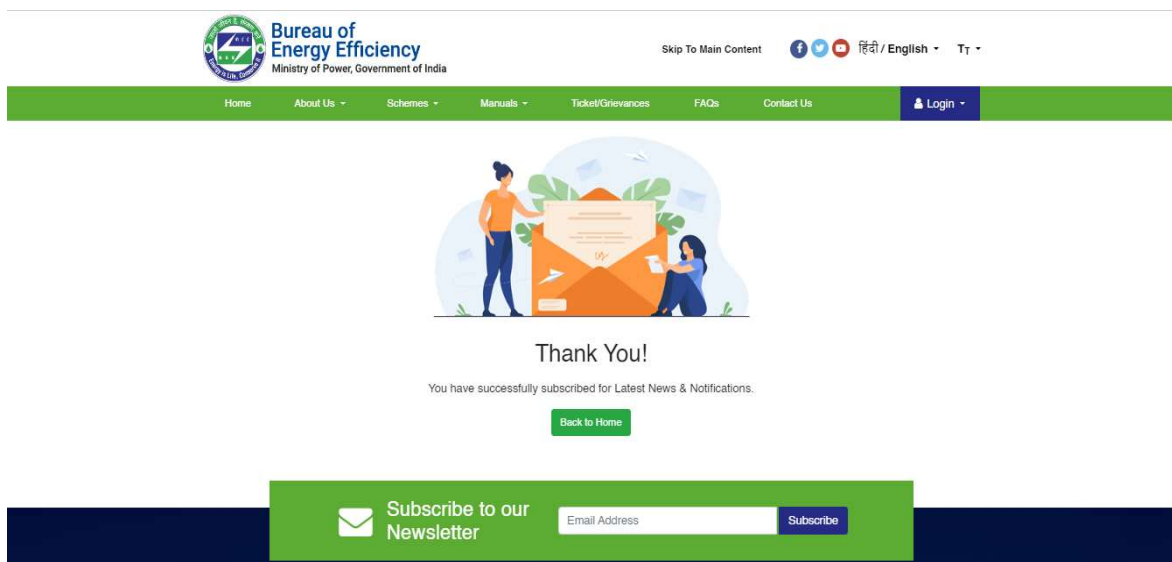 Bureau of
Energy Efficiency
Ministry of Power, Government of India
Skip To Main Content
हिंदी / English
TT
Home
About Us
Schemes
Manuals
Ticket/Grievances
FAQs
Contact Us
Login
Thank You!
You have successfully subscribed for Latest News & Notifications.
Back to Home
Subscribe to our
Newsletter
Email Address
Subscribe